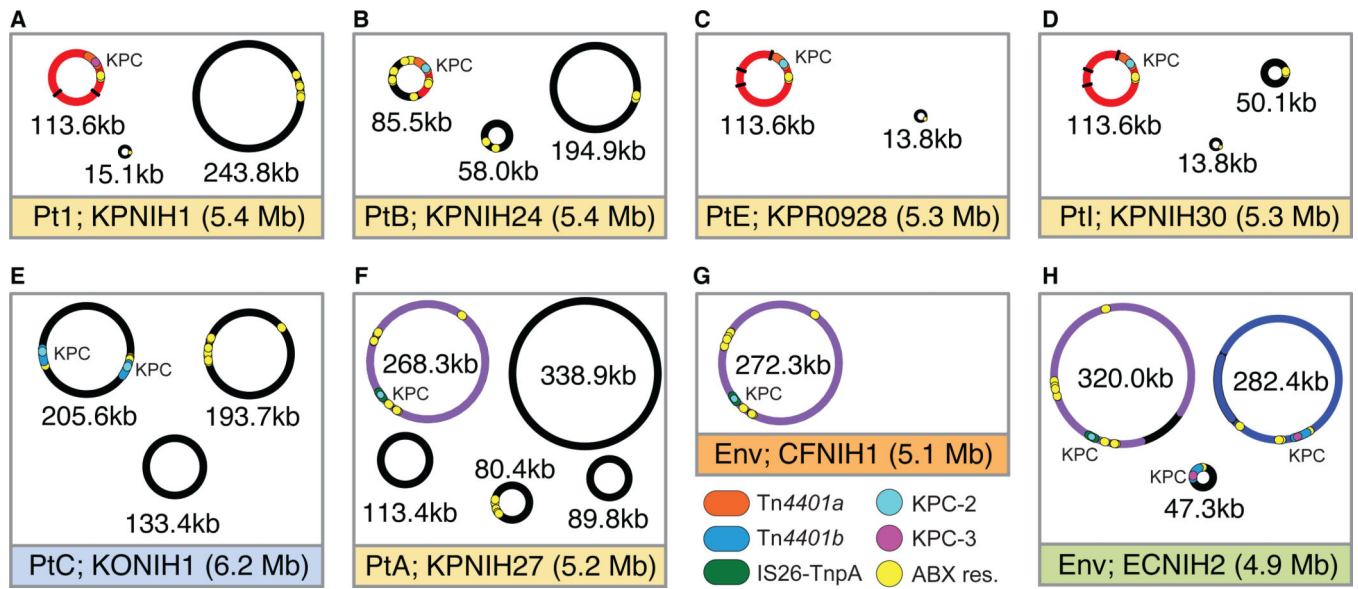 A
KPC
113.6kb
15.1kb
243.8kb
Pt1; KPNIH1 (5.4 Mb)
B
KPC
85.5kb
58.0kb
194.9kb
PtB; KPNIH24 (5.4 Mb)
C
KPC
113.6kb
13.8kb
PtE; KPR0928 (5.3 Mb)
D
KPC
113.6kb
50.1kb
13.8kb
PtI; KPNIH30 (5.3 Mb)
E
KPC
KPC
205.6kb
193.7kb
133.4kb
PtC; KONIH1 (6.2 Mb)
F
268.3kb
KPC
338.9kb
113.4kb
80.4kb
89.8kb
PtA; KPNIH27 (5.2 Mb)
G
272.3kb
KPC
Env; CFNIH1 (5.1 Mb)
Tn4401a
Tn4401b
IS26-TnpA
KPC-2
KPC-3
ABX res.
H
320.0kb
282.4kb
KPC
KPC
KPC
47.3kb
Env; ECNIH2 (4.9 Mb)